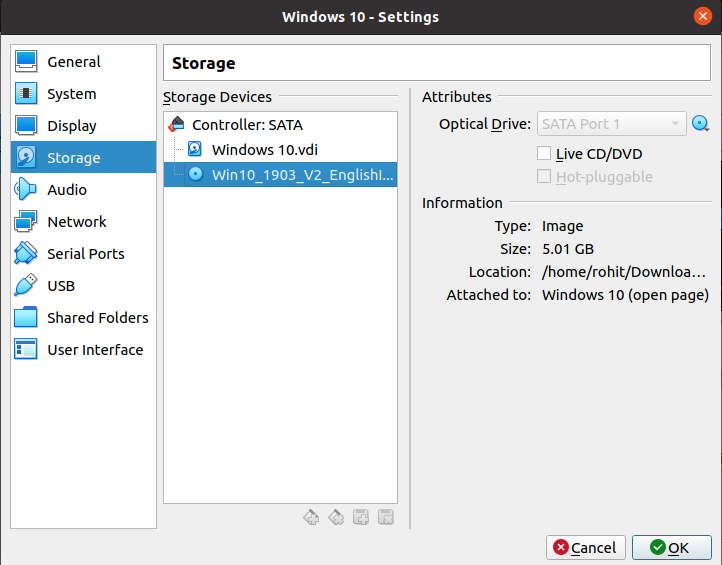 Windows 10 - Settings
General
System
Display
Storage
Audio
Network
Serial Ports
USB
Shared Folders
User Interface
Storage
Storage Devices
Controller: SATA
Windows 10.vdi
Win10_1903_V2_EnglishI...
Attributes
Optical Drive: SATA Port 1
Live CD/DVD
Hot-pluggable
Information
Type: Image
Size: 5.01 GB
Location: /home/rohit/Downloa...
Attached to: Windows 10 (open page)
Cancel
OK